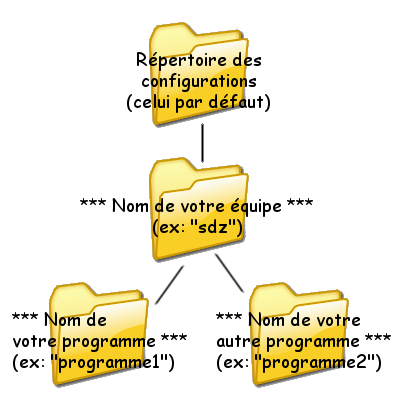 Répertoire des
configurations
(celui par défaut)
*** Nom de votre équipe ***
(ex: "sdz")
*** Nom de
votre programme ***
(ex: "programme1")
*** Nom de votre
autre programme ***
(ex: "programme2")